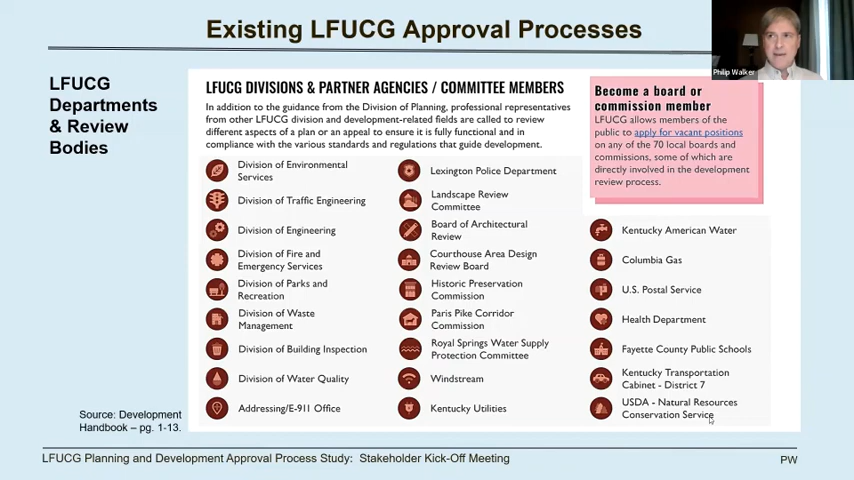 Existing LFUCG Approval Processes
Philip Walker
LFUCG
Departments
& Review
Bodies
LFUCG DIVISIONS & PARTNER AGENCIES / COMMITTEE MEMBERS
In addition to the guidance from the Division of Planning, professional representatives
from other LFUCG division and development-related fields are called to review
different aspects of a plan or an appeal to ensure it is fully functional and in
compliance with the various standards and regulations that guide development.
Become a board or
commission member
LFUCG allows members of the
public to apply for vacant positions
on any of the 70 local boards and
commissions, some of which are
directly involved in the development
review process.
Division of Environmental
Services
Division of Traffic Engineering
Division of Engineering
Division of Fire and
Emergency Services
Division of Parks and
Recreation
Division of Waste
Management
Division of Building Inspection
Division of Water Quality
Addressing/E-911 Office
Lexington Police Department
Landscape Review
Committee
Board of Architectural
Review
Courthouse Area Design
Review Board
Historic Preservation
Commission
Paris Pike Corridor
Commission
Royal Springs Water Supply
Protection Committee
Windstream
Kentucky Utilities
Kentucky American Water
Columbia Gas
U.S. Postal Service
Health Department
Fayette County Public Schools
Kentucky Transportation
Cabinet - District 7
USDA - Natural Resources
Conservation Service
Source: Development
Handbook – pg. 1-13.
LFUCG Planning and Development Approval Process Study: Stakeholder Kick-Off Meeting
PW